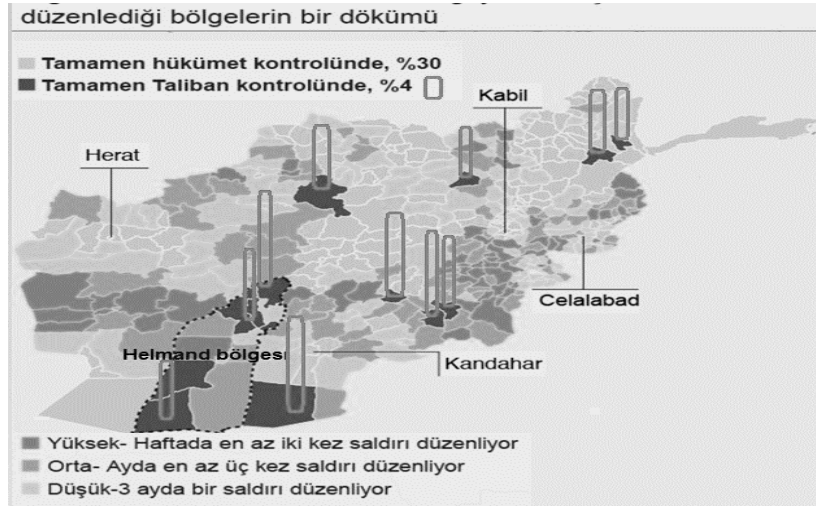 düzenlediği bölgelerin bir dökümü
Tamamen hükümet kontrolünde, %30
Tamamen Taliban kontrolünde, %4
Kabil
Herat
Celalabad
Helmand bölgesi
Kandahar
Yüksek- Haftada en az iki kez saldırı düzenliyor
Orta- Ayda en az üç kez saldırı düzenliyor
Düşük-3 ayda bir saldırı düzenliyor